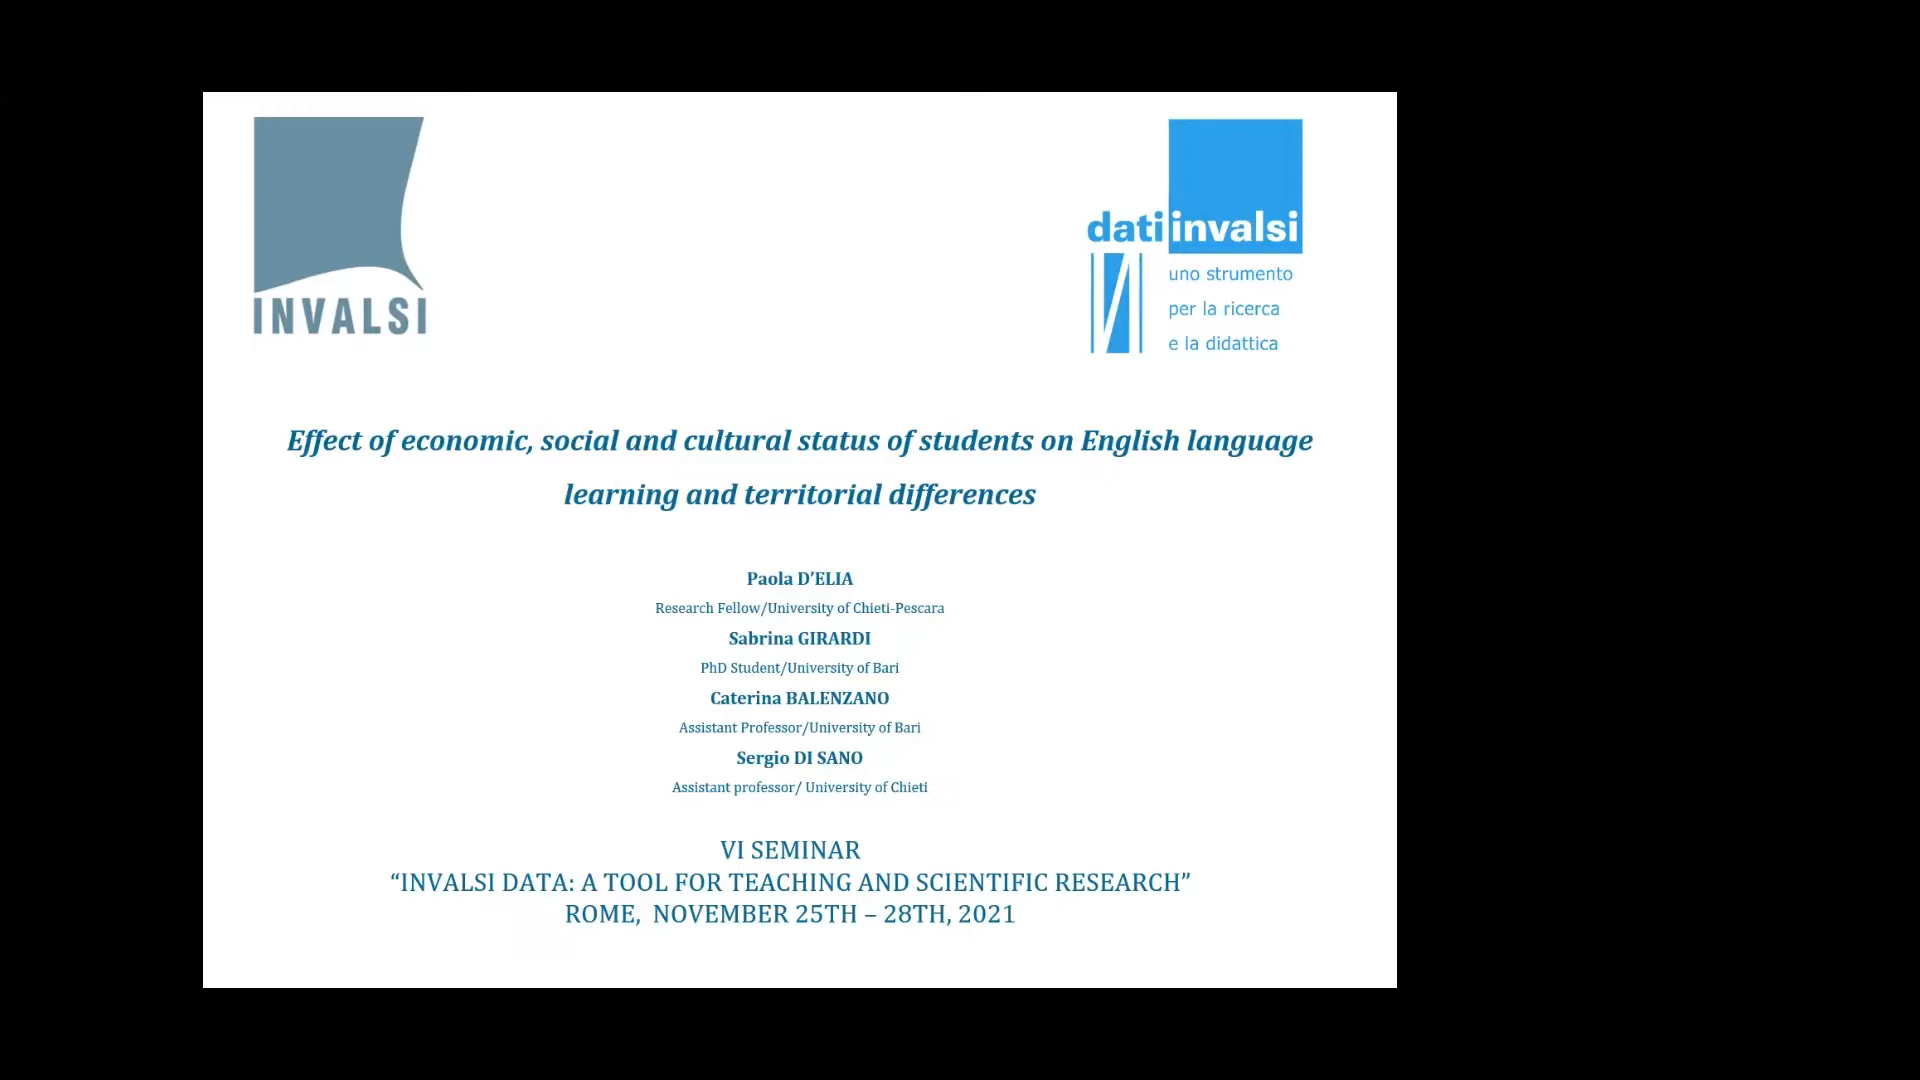 INVALSI
dati invalsi
uno strumento
per la ricerca
e la didattica
Effect of economic, social and cultural status of students on English language
learning and territorial differences
Paola D’ELIA
Research Fellow/University of Chieti-Pescara
Sabrina GIRARDI
PhD Student/University of Bari
Caterina BALENZANO
Assistant Professor/University of Bari
Sergio DI SANO
Assistant professor/ University of Chieti
VI SEMINAR
“INVALSI DATA: A TOOL FOR TEACHING AND SCIENTIFIC RESEARCH”
ROME, NOVEMBER 25TH – 28TH, 2021